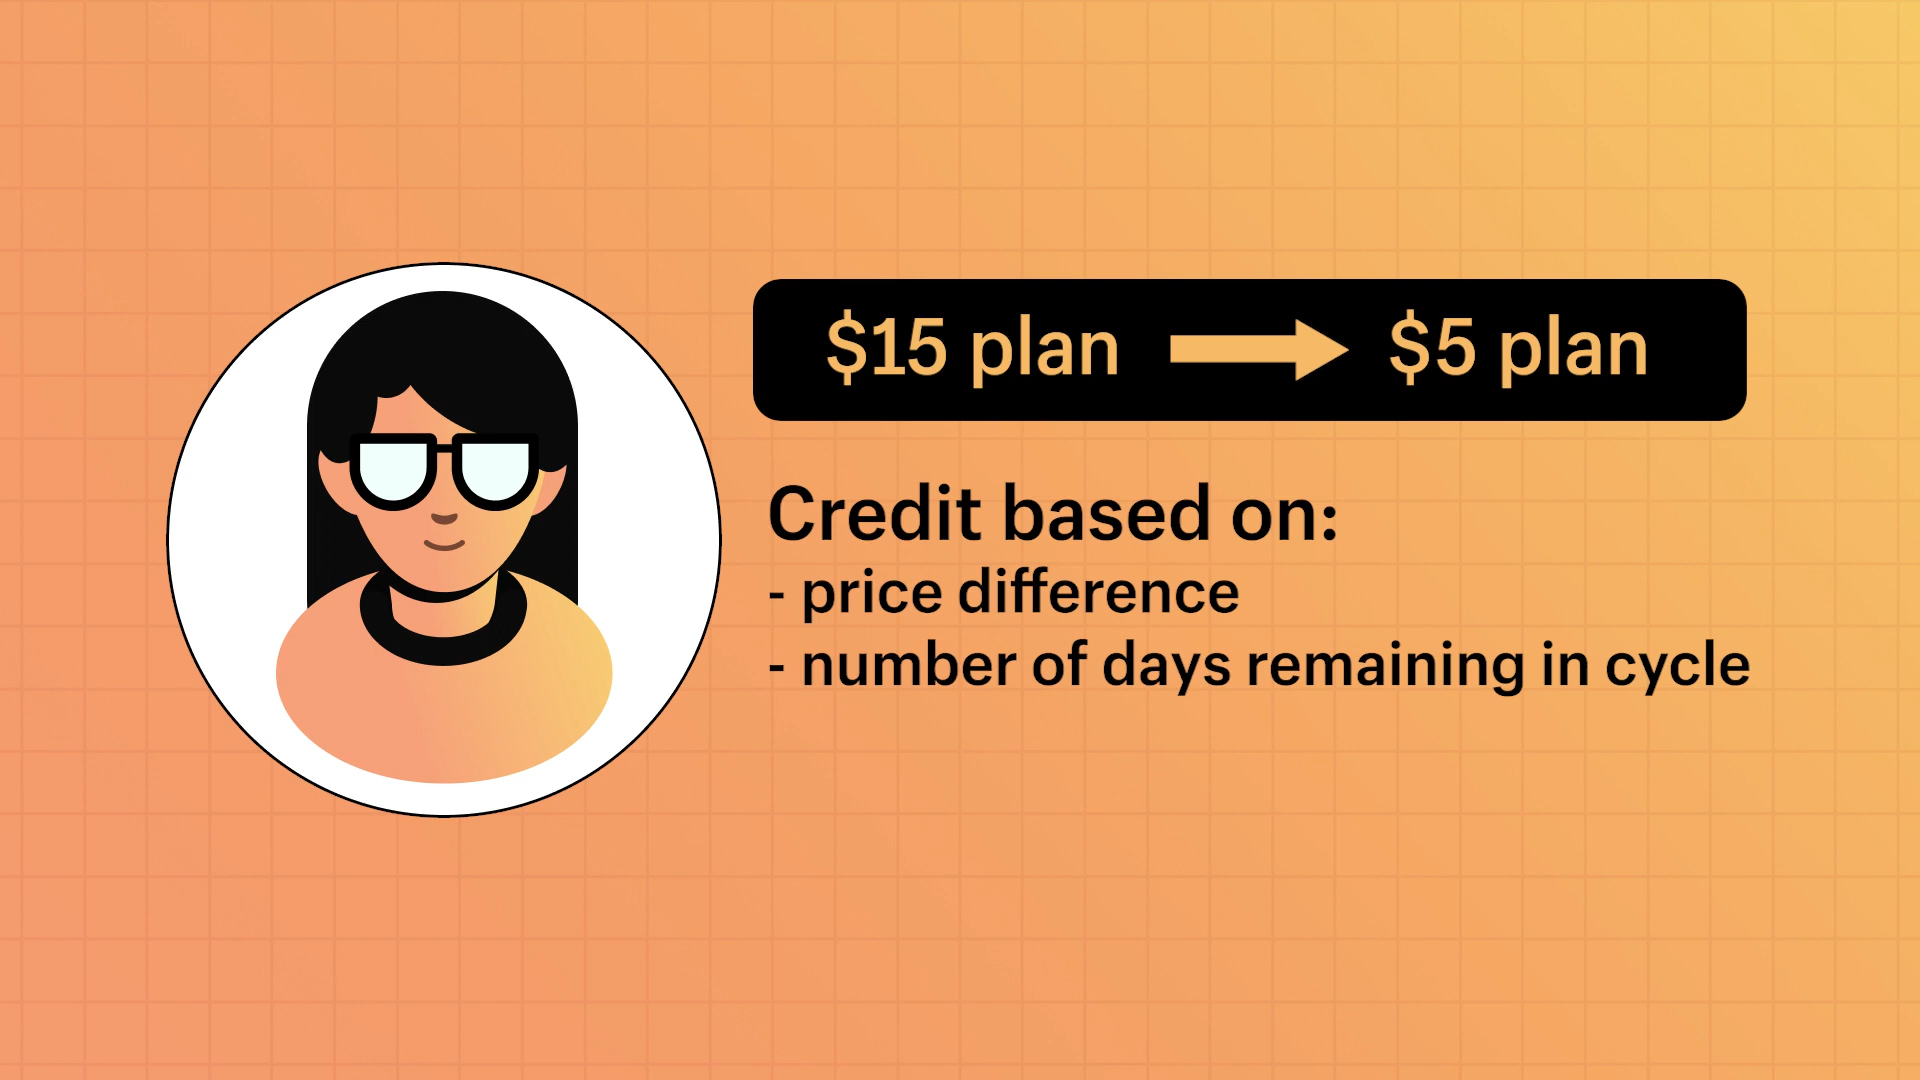 $15 plan → $5 plan
Credit based on:
- price difference
- number of days remaining in cycle